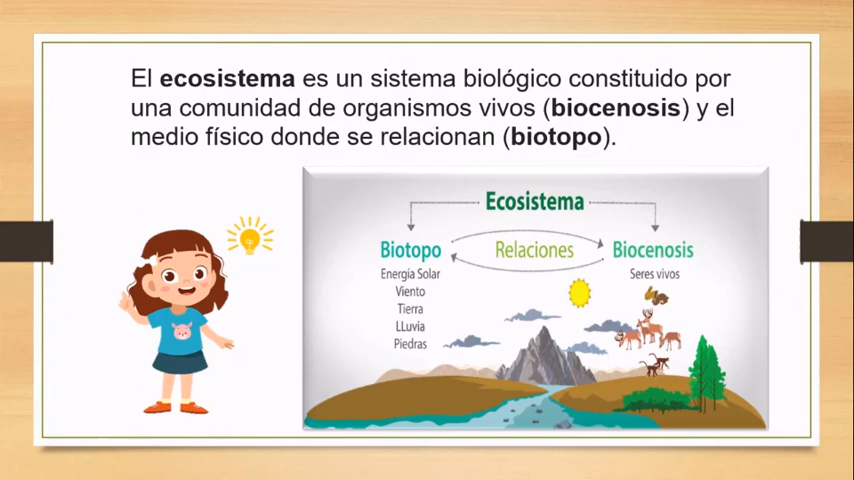 El ecosistema es un sistema biológico constituido por
una comunidad de organismos vivos (biocenosis) y el
medio físico donde se relacionan (biotopo).
Ecosistema
Biotopo
Relaciones
Biocenosis
Energía Solar
Viento
Tierra
LLuvia
Piedras
Seres vivos